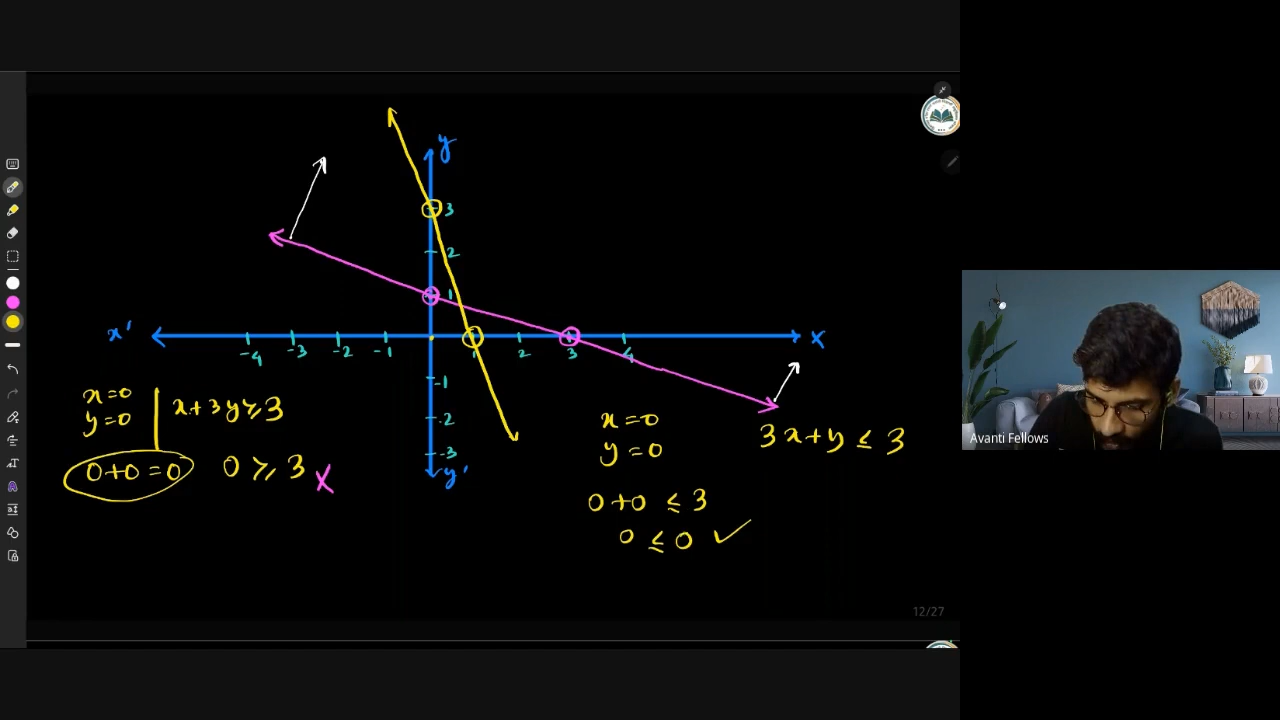 y
3
2
1
x'
-4 -3 -2 -1 1 2 3 4
x
-1
-2
-3
y'
x=0
y=0
x+3y≥3
0+0=0 0≥3 X
x=0
y=0
3x+y≤3
0+0≤3
0≤0 ✓
12/27
Avanti Fellows